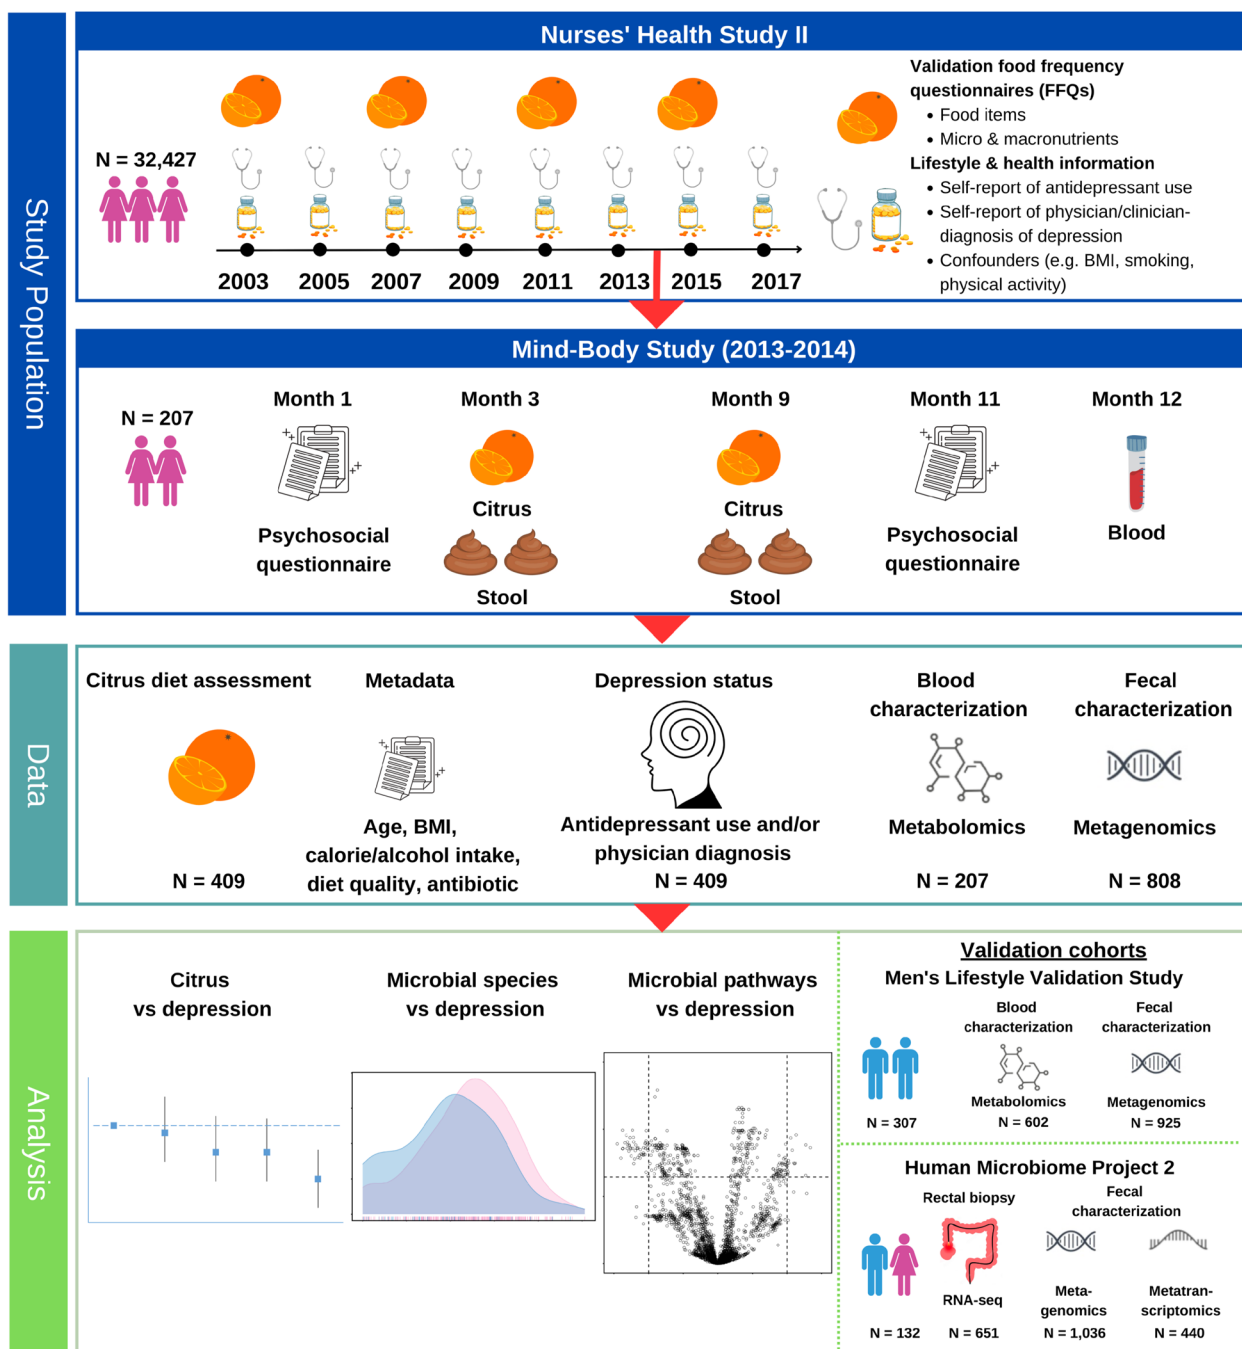 Study Population
Nurses' Health Study II
N = 32,427
2003
2005
2007
2009
2011
2013
2015
2017
Validation food frequency
questionnaires (FFQs)
• Food items
• Micro & macronutrients
Lifestyle & health information
• Self-report of antidepressant use
• Self-report of physician/clinician-
diagnosis of depression
• Confounders (e.g. BMI, smoking,
physical activity)
Mind-Body Study (2013-2014)
N = 207
Month 1
Psychosocial
questionnaire
Month 3
Citrus
Stool
Month 9
Citrus
Stool
Month 11
Psychosocial
questionnaire
Month 12
Blood
Data
Citrus diet assessment
N = 409
Metadata
Age, BMI,
calorie/alcohol intake,
diet quality, antibiotic
Depression status
Antidepressant use and/or
physician diagnosis
N = 409
Blood
characterization
Metabolomics
N = 207
Fecal
characterization
Metagenomics
N = 808
Analysis
Citrus
vs depression
Microbial species
vs depression
Microbial pathways
vs depression
Validation cohorts
Men's Lifestyle Validation Study
N = 307
Blood
characterization
Metabolomics
N = 602
Fecal
characterization
Metagenomics
N = 925
Human Microbiome Project 2
N = 132
Rectal biopsy
RNA-seq
N = 651
Fecal
characterization
Meta-
genomics
N = 1,036
Metatran-
scriptomics
N = 440